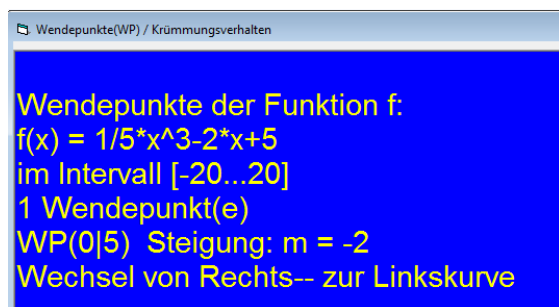 Wendepunkte(WP) / Krümmungsverhalten
Wendepunkte der Funktion f:
f(x) = 1/5*x^3-2*x+5
im Intervall [-20...20]
1 Wendepunkt(e)
WP(0|5) Steigung: m = -2
Wechsel von Rechts-- zur Linkskurve